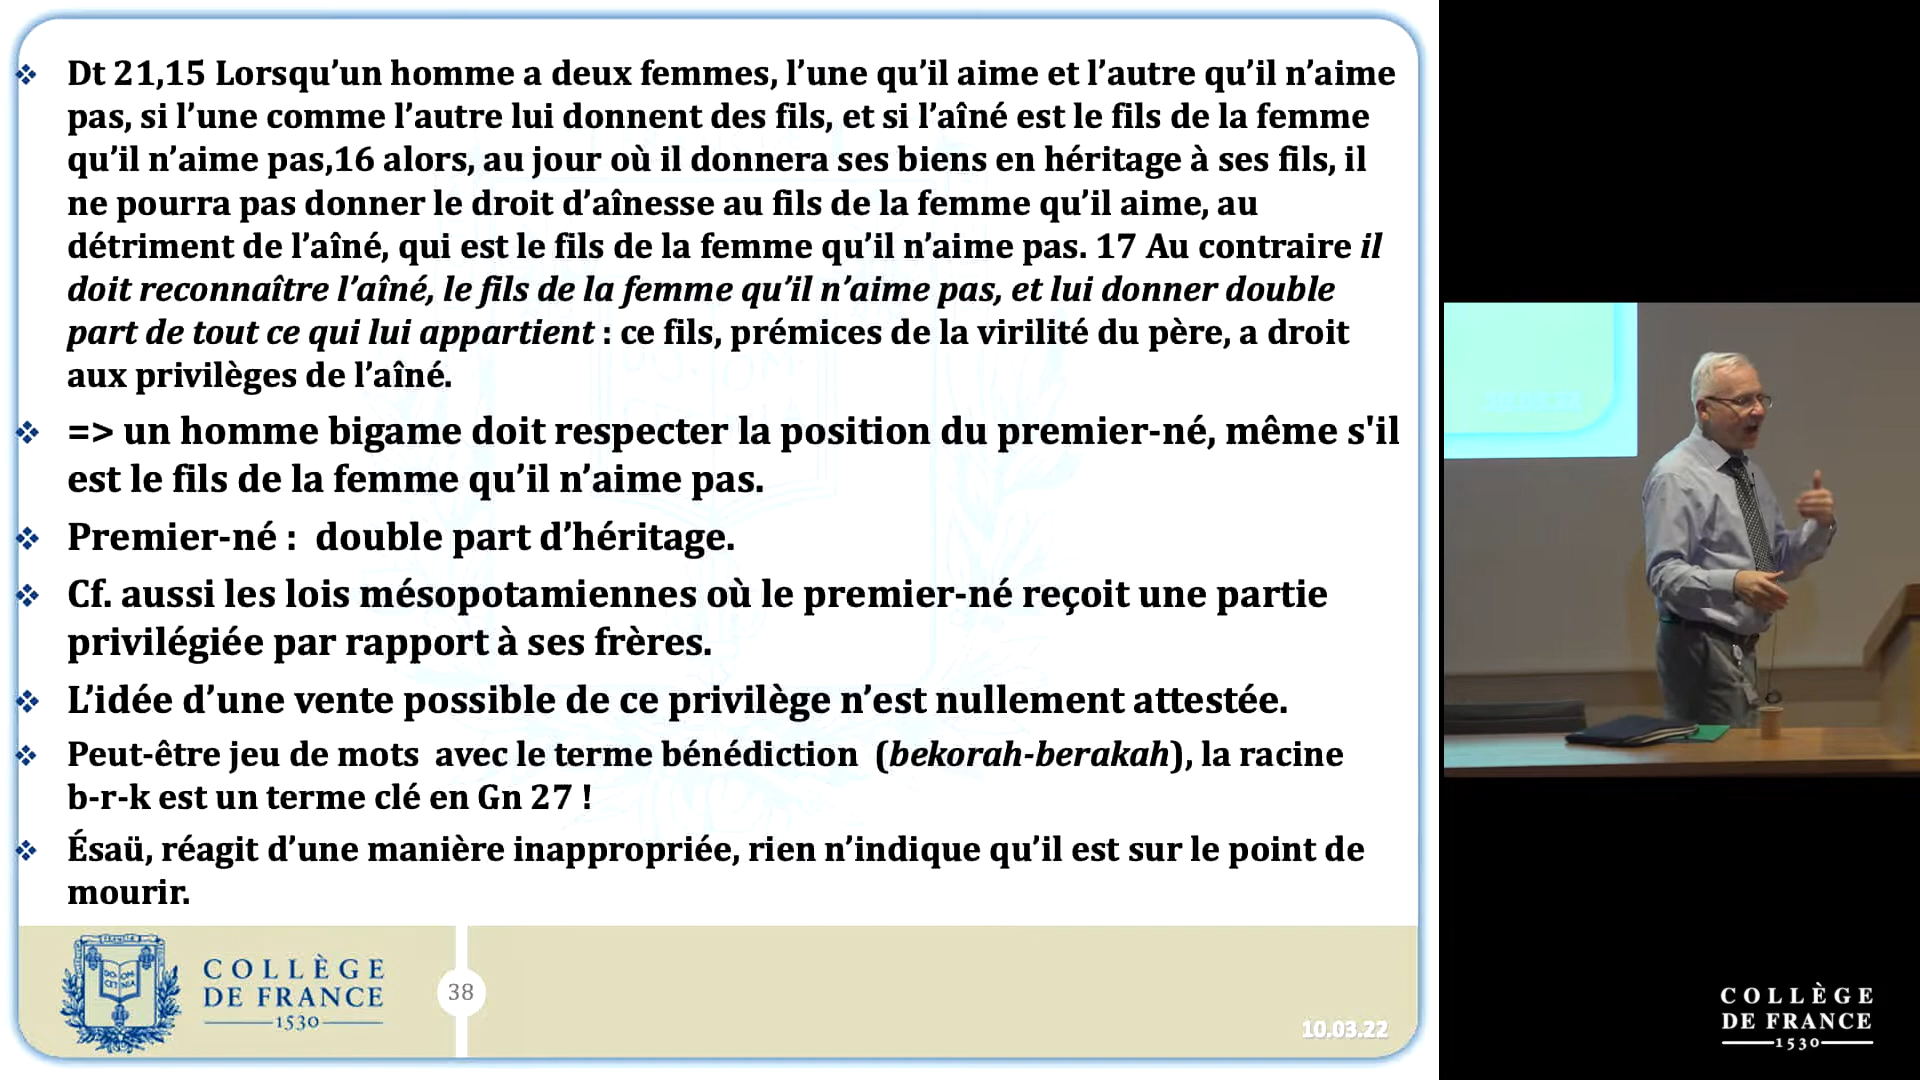 Dt 21,15 Lorsqu’un homme a deux femmes, l’une qu’il aime et l’autre qu’il n’aime
pas, si l’une comme l’autre lui donnent des fils, et si l’aîné est le fils de la femme
qu’il n’aime pas,16 alors, au jour où il donnera ses biens en héritage à ses fils, il
ne pourra pas donner le droit d’aînesse au fils de la femme qu’il aime, au
détriment de l’aîné, qui est le fils de la femme qu’il n’aime pas. 17 Au contraire il
doit reconnaître l’aîné, le fils de la femme qu’il n’aime pas, et lui donner double
part de tout ce qui lui appartient : ce fils, prémices de la virilité du père, a droit
aux privilèges de l’aîné.
=> un homme bigame doit respecter la position du premier-né, même s'il
est le fils de la femme qu’il n’aime pas.
Premier-né : double part d’héritage.
Cf. aussi les lois mésopotamiennes où le premier-né reçoit une partie
privilégiée par rapport à ses frères.
L’idée d’une vente possible de ce privilège n’est nullement attestée.
Peut-être jeu de mots avec le terme bénédiction (bekorah-berakah), la racine
b-r-k est un terme clé en Gn 27 !
Ésaü, réagit d’une manière inappropriée, rien n’indique qu’il est sur le point de
mourir.
COLLÈGE
DE FRANCE
1530
38
10.03.22
COLLÈGE
DE FRANCE
1530